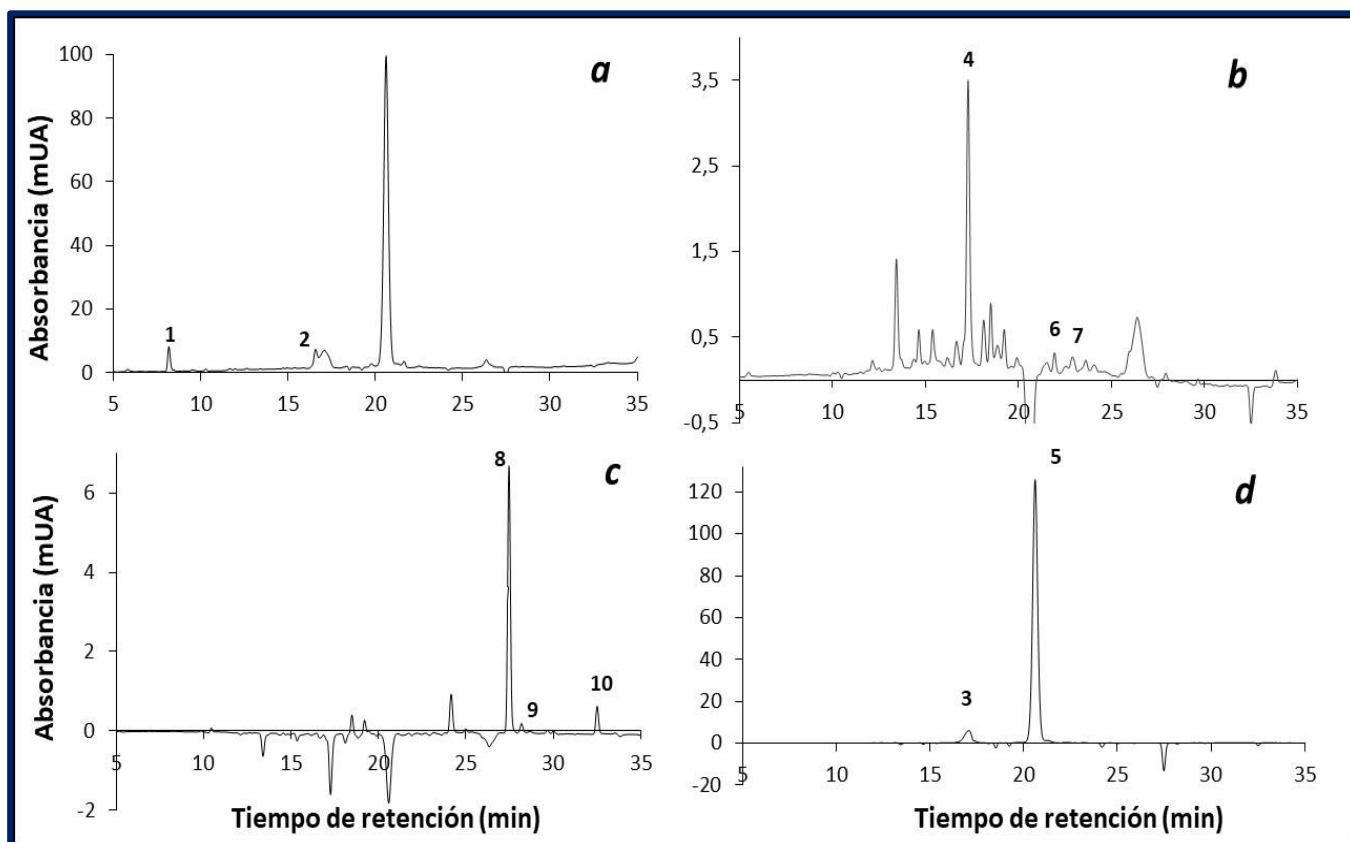 a
Absorbancia (mUA)
100
80
60
40
20
0
1
2
5 10 15 20 25 30 35
b
3,5
2,5
1,5
0,5
-0,5
4
6 7
5 10 15 20 25 30 35
c
Absorbancia (mUA)
6
4
2
0
-2
8
9
10
5 10 15 20 25 30 35
Tiempo de retención (min)
d
120
100
80
60
40
20
0
-20
5
3
5 10 15 20 25 30 35
Tiempo de retención (min)